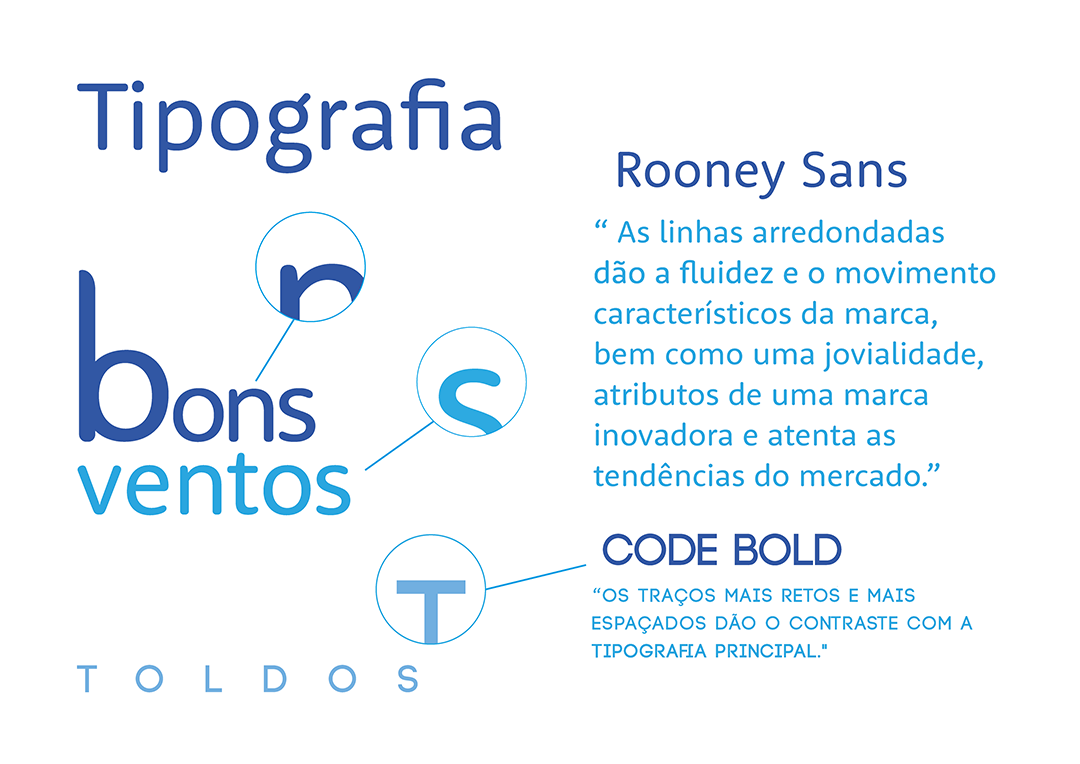 Tipografia
bons
ventos
n
s
T
TOLDOS
Rooney Sans
“ As linhas arredondadas
dão a fluidez e o movimento
característicos da marca,
bem como uma jovialidade,
atributos de uma marca
inovadora e atenta as
tendências do mercado.”
CODE BOLD
“OS TRAÇOS MAIS RETOS E MAIS
ESPAÇADOS DÃO O CONTRASTE COM A
TIPOGRAFIA PRINCIPAL."